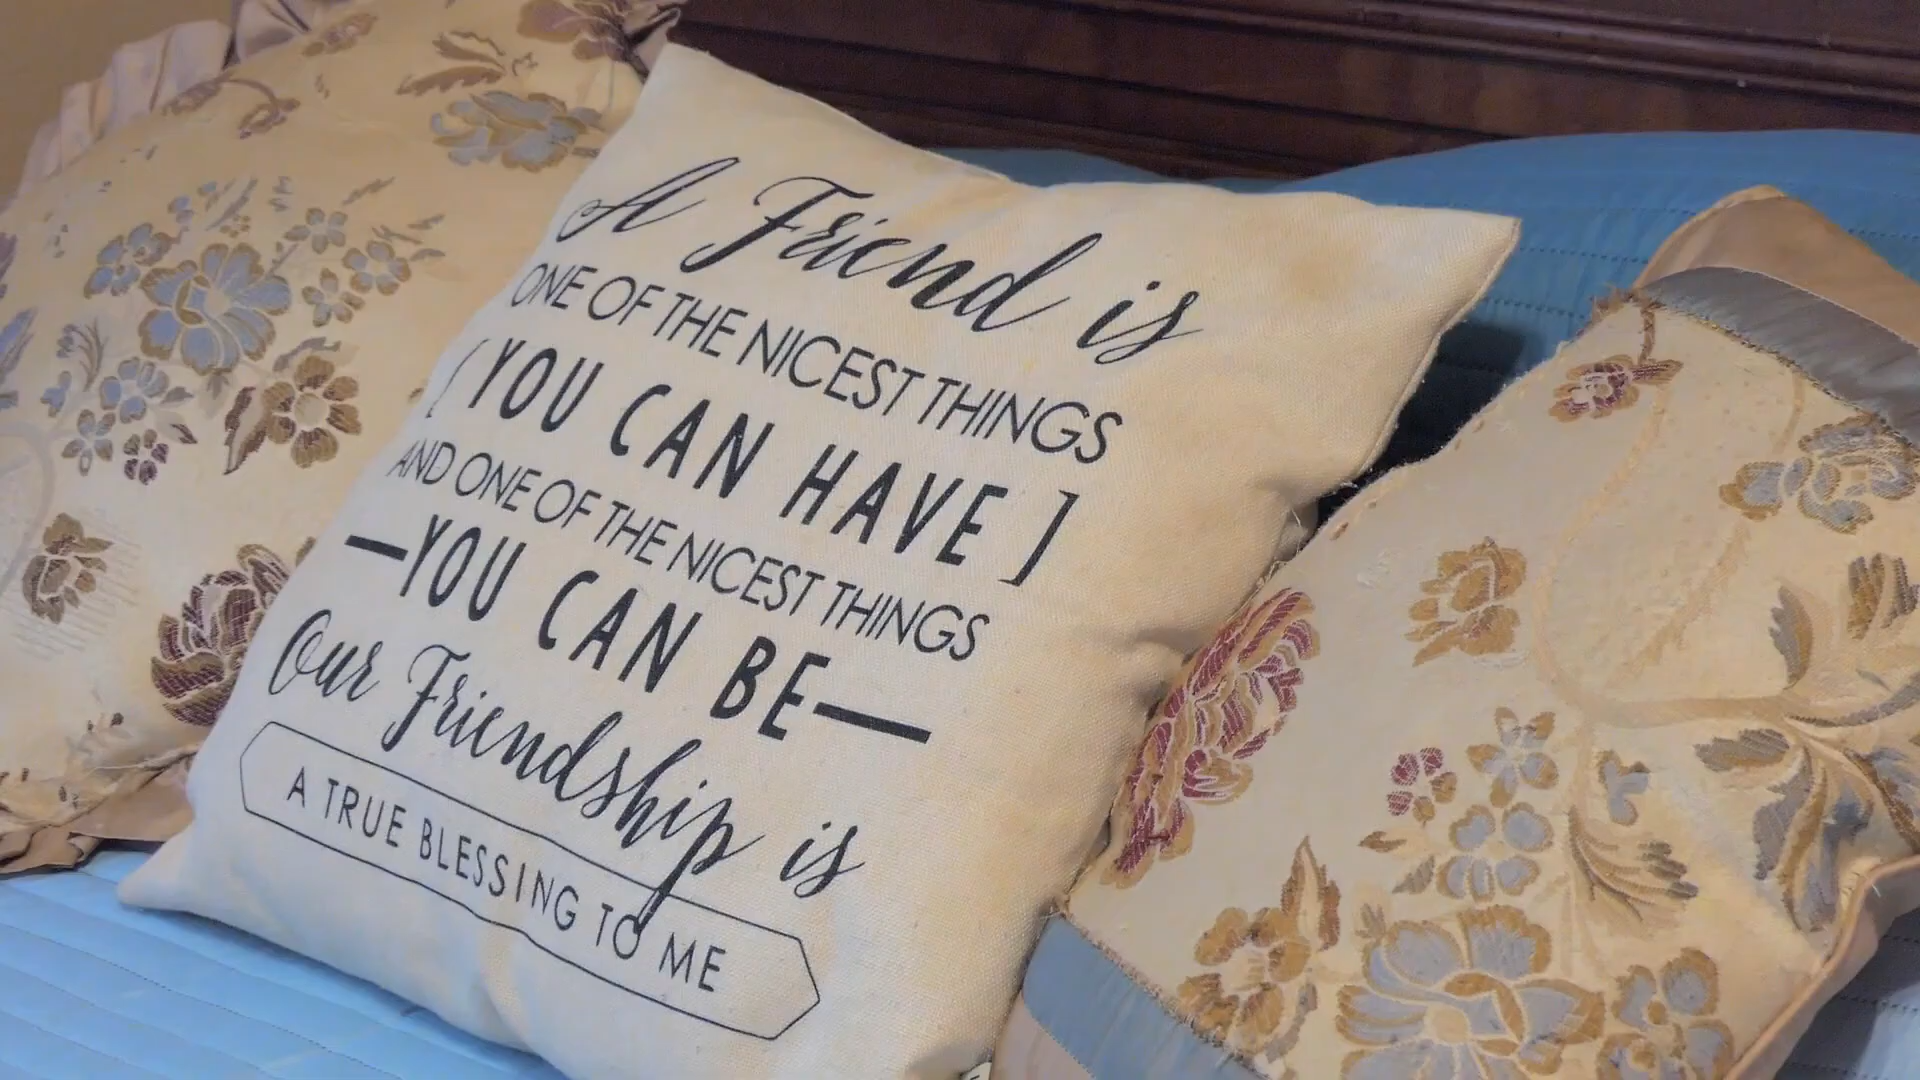 A Friend is
ONE OF THE NICEST THINGS
[YOU CAN HAVE]
AND ONE OF THE NICEST THINGS
—YOU CAN BE—
Our Friendship is
A TRUE BLESSING TO ME